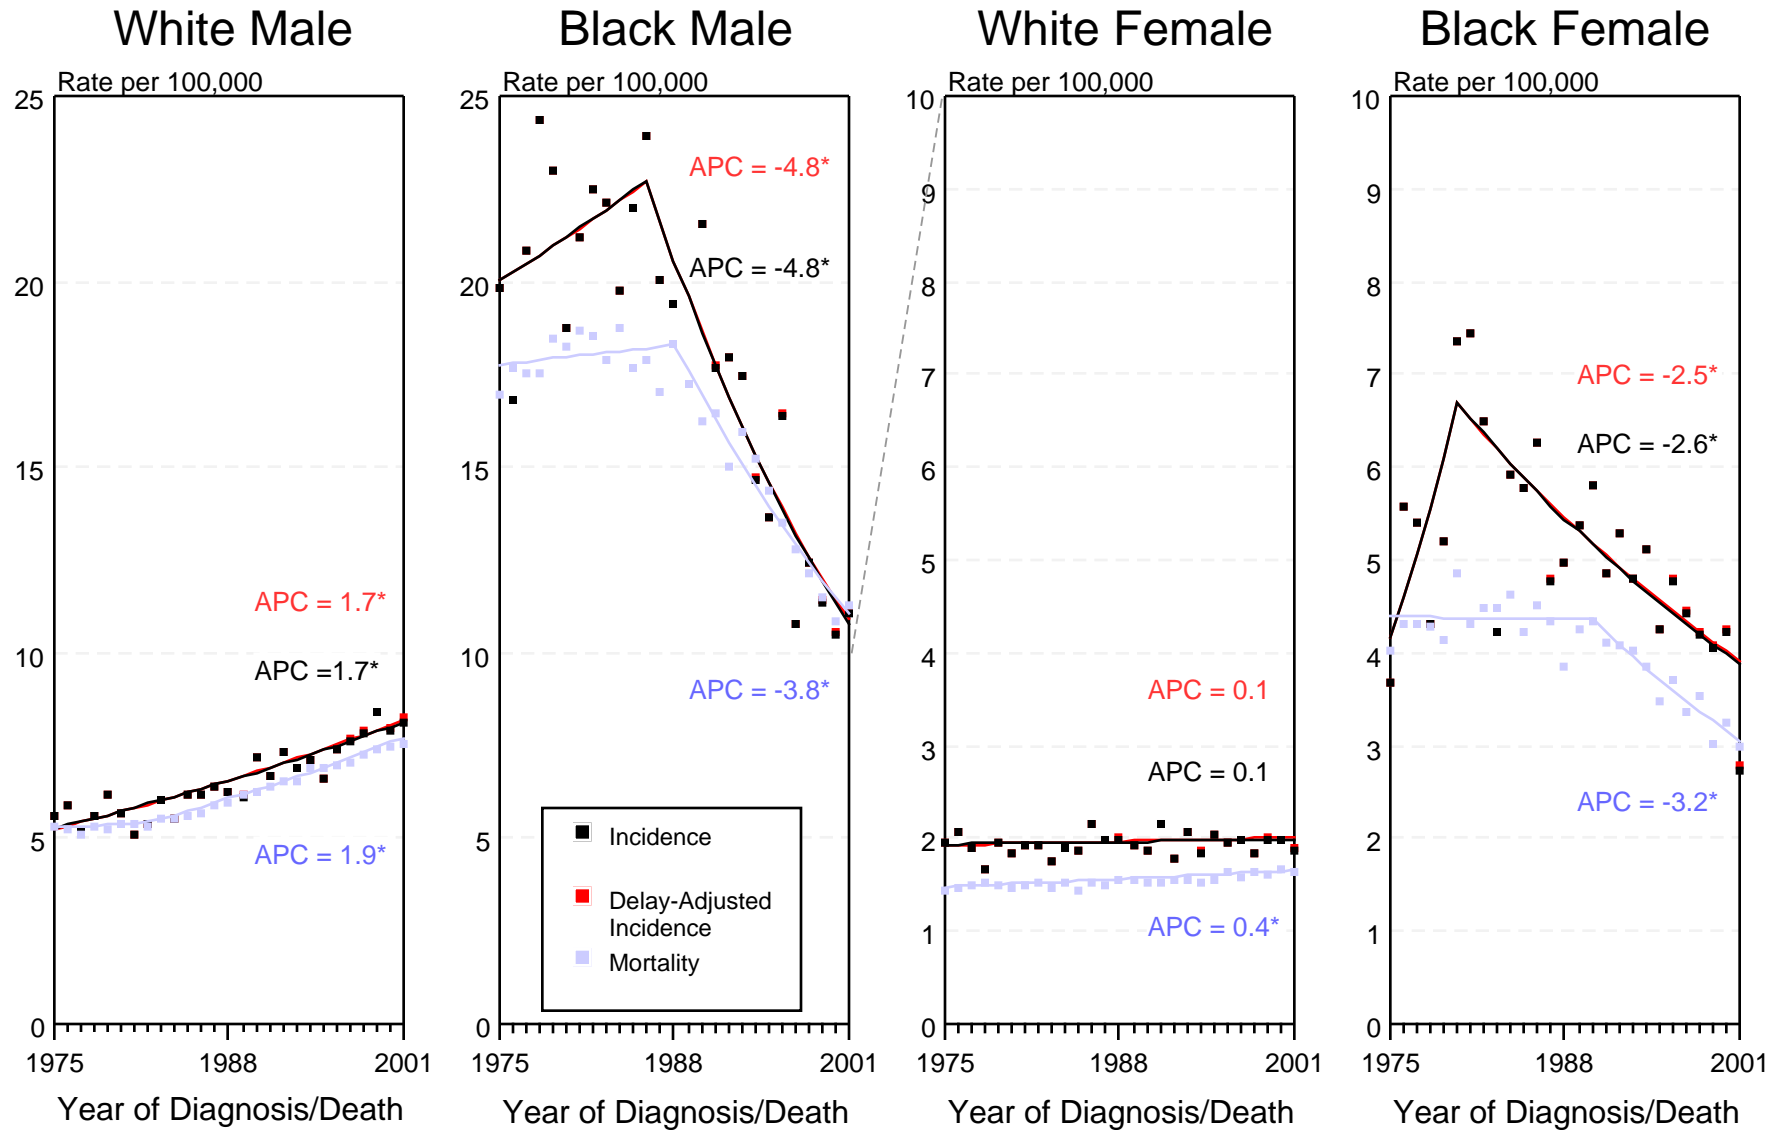 White Male
Black Male
White Female
Black Female
Rate per 100,000
25
20
15
10
5
0
APC = 1.7*
APC =1.7*
APC = 1.9*
1975
1988
2001
Year of Diagnosis/Death
Rate per 100,000
25
20
15
10
5
0
APC = -4.8*
APC = -4.8*
APC = -3.8*
Incidence
Delay-Adjusted
Incidence
Mortality
1975
1988
2001
Year of Diagnosis/Death
Rate per 100,000
10
9
8
7
6
5
4
3
2
1
0
APC = 0.1
APC = 0.1
APC = 0.4*
1975
1988
2001
Year of Diagnosis/Death
Rate per 100,000
10
9
8
7
6
5
4
3
2
1
0
APC = -2.5*
APC = -2.6*
APC = -3.2*
1975
1988
2001
Year of Diagnosis/Death